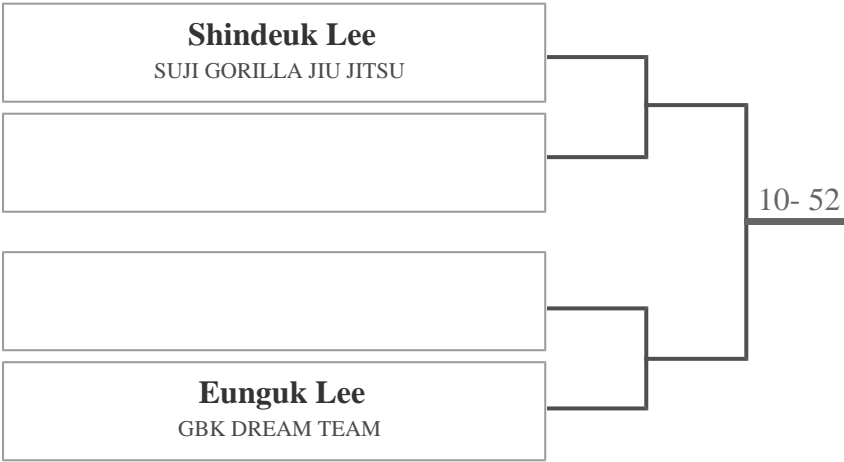 Shindeuk Lee
SUJI GORILLA JIU JITSU
10- 52
Eunguk Lee
GBK DREAM TEAM